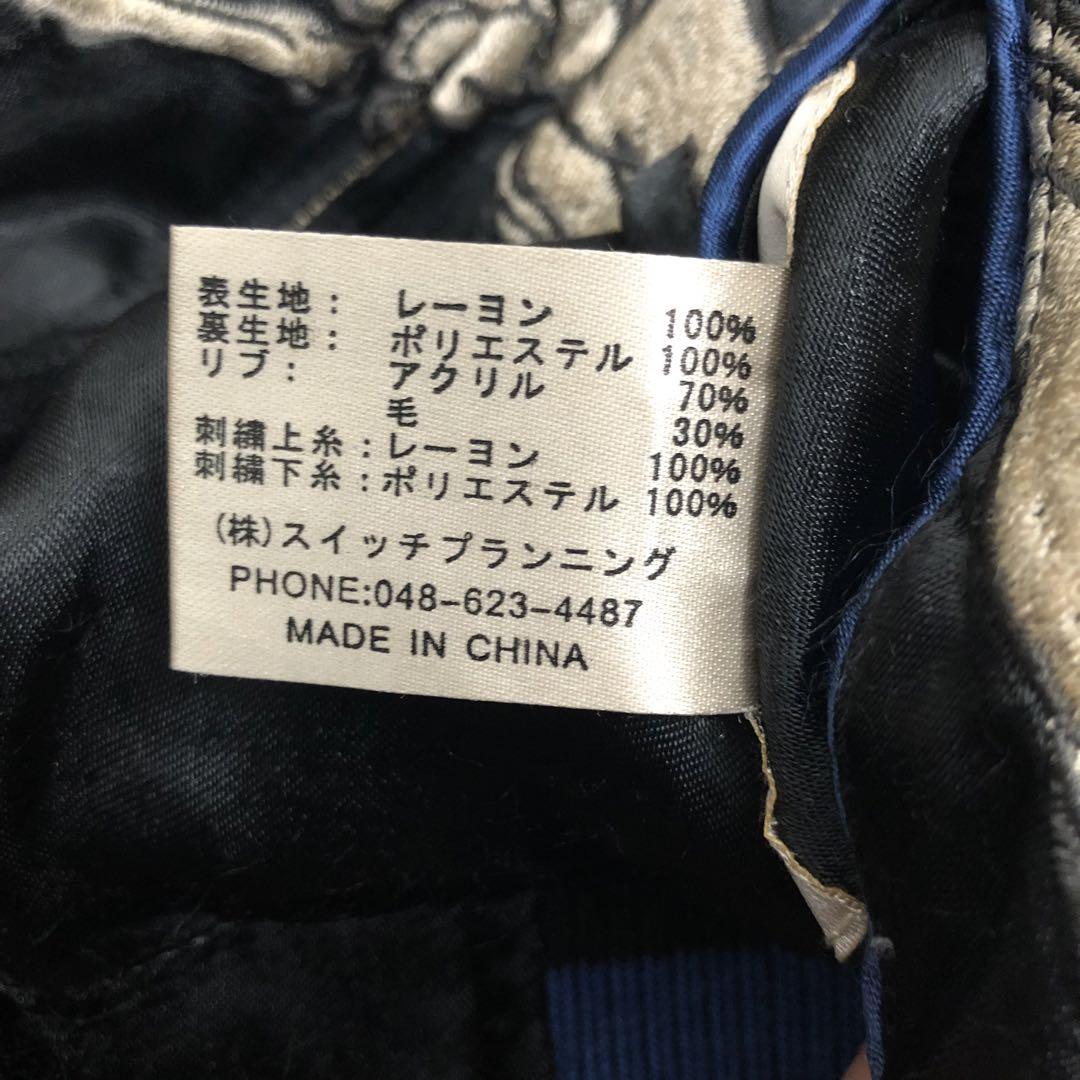 表生地： レーヨン 100%
裏生地： ポリエステル 100%
リブ： アクリル 70%
毛 30%
刺繍上糸：レーヨン 100%
刺繍下糸：ポリエステル 100%
(株)スイッチプランニング
PHONE:048-623-4487
MADE IN CHINA